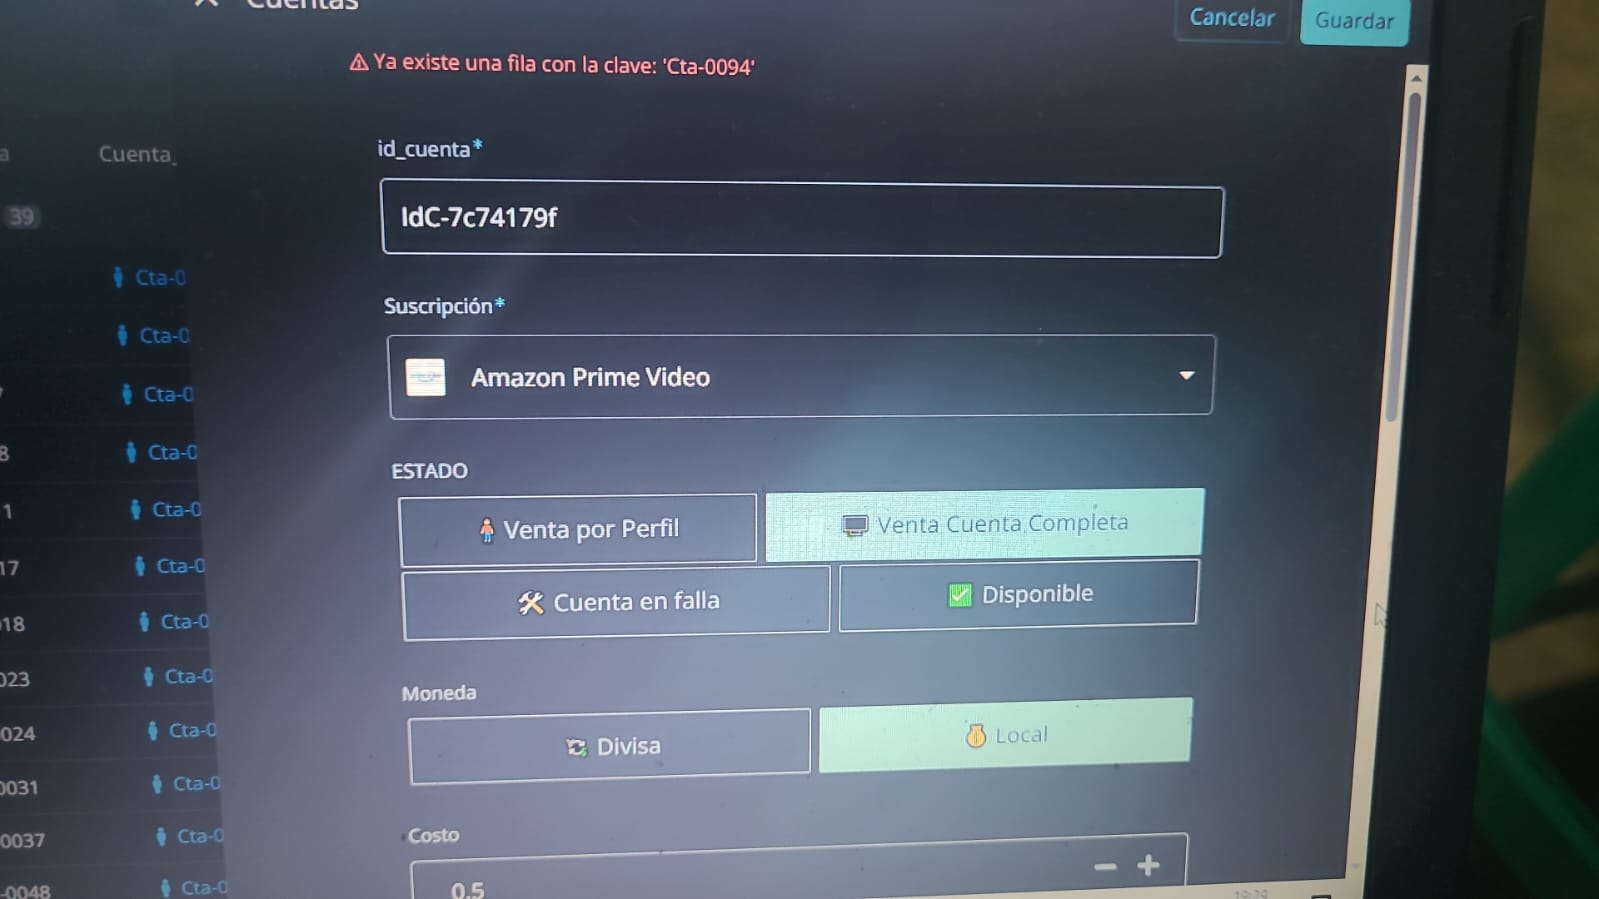 Cuentas
Cancelar
Guardar
Ya existe una fila con la clave: 'Cta-0094'
Cuenta_
39
id_cuenta*
IdC-7c74179f
Cta-0
Suscripción*
Cta-0
Amazon Prime Video
Cta-0
8
Cta-0
ESTADO
Venta por Perfil
Venta Cuenta Completa
1
Cta-0
17
Cta-0
Cuenta en falla
Disponible
018
Cta-0
023
Cta-0
Moneda
024
Cta-0
Divisa
Local
0031
Cta-0
0037
Cta-0
Costo
-0048
Cta-0
0.5